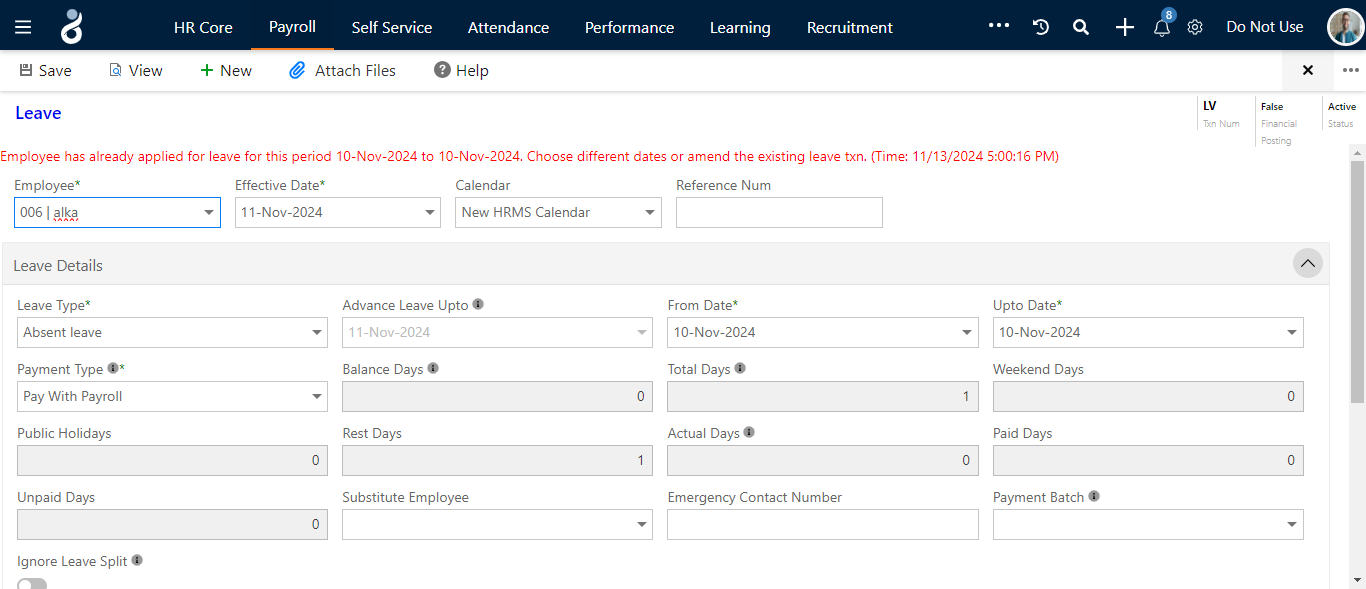 HR Core Payroll Self Service Attendance Performance Learning Recruitment ••• 8 Do Not Use
Save View New Attach Files Help
Leave
LV False Active
Txn Num Financial Posting Status
Employee has already applied for leave for this period 10-Nov-2024 to 10-Nov-2024. Choose different dates or amend the existing leave txn. (Time: 11/13/2024 5:00:16 PM)
Employee* Effective Date* Calendar Reference Num
006 | alka 11-Nov-2024 New HRMS Calendar
Leave Details
Leave Type* Advance Leave Upto From Date* Upto Date*
Absent leave 11-Nov-2024 10-Nov-2024 10-Nov-2024
Payment Type * Balance Days Total Days Weekend Days
Pay With Payroll 0 1 0
Public Holidays Rest Days Actual Days Paid Days
0 1 0 0
Unpaid Days Substitute Employee Emergency Contact Number Payment Batch
0
Ignore Leave Split